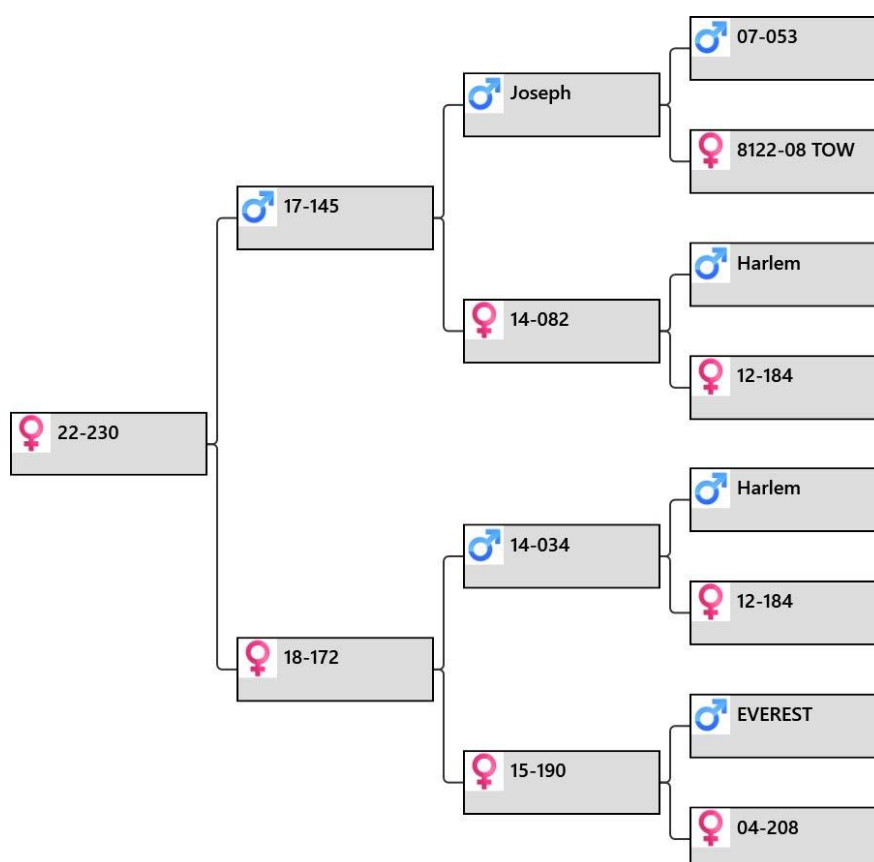 07-053
Joseph
8122-08 TOW
17-145
Harlem
14-082
12-184
22-230
Harlem
14-034
12-184
18-172
EVEREST
15-190
04-208